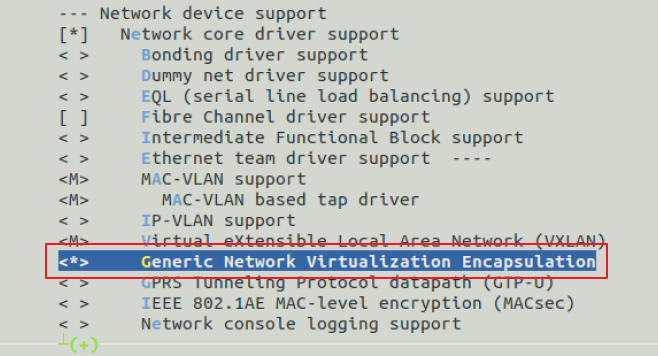 --- Network device support
[*]   Network core driver support
< >     Bonding driver support
< >     Dummy net driver support
< >     EQL (serial line load balancing) support
[ ]     Fibre Channel driver support
< >     Intermediate Functional Block support
< >     Ethernet team driver support  ----
<M>     MAC-VLAN support
<M>       MAC-VLAN based tap driver
< >     IP-VLAN support
<M>     Virtual eXtensible Local Area Network (VXLAN)
<*>     Generic Network Virtualization Encapsulation
< >     GPRS Tunneling Protocol datapath (GTP-U)
< >     IEEE 802.1AE MAC-level encryption (MACsec)
< >     Network console logging support
┴(+)